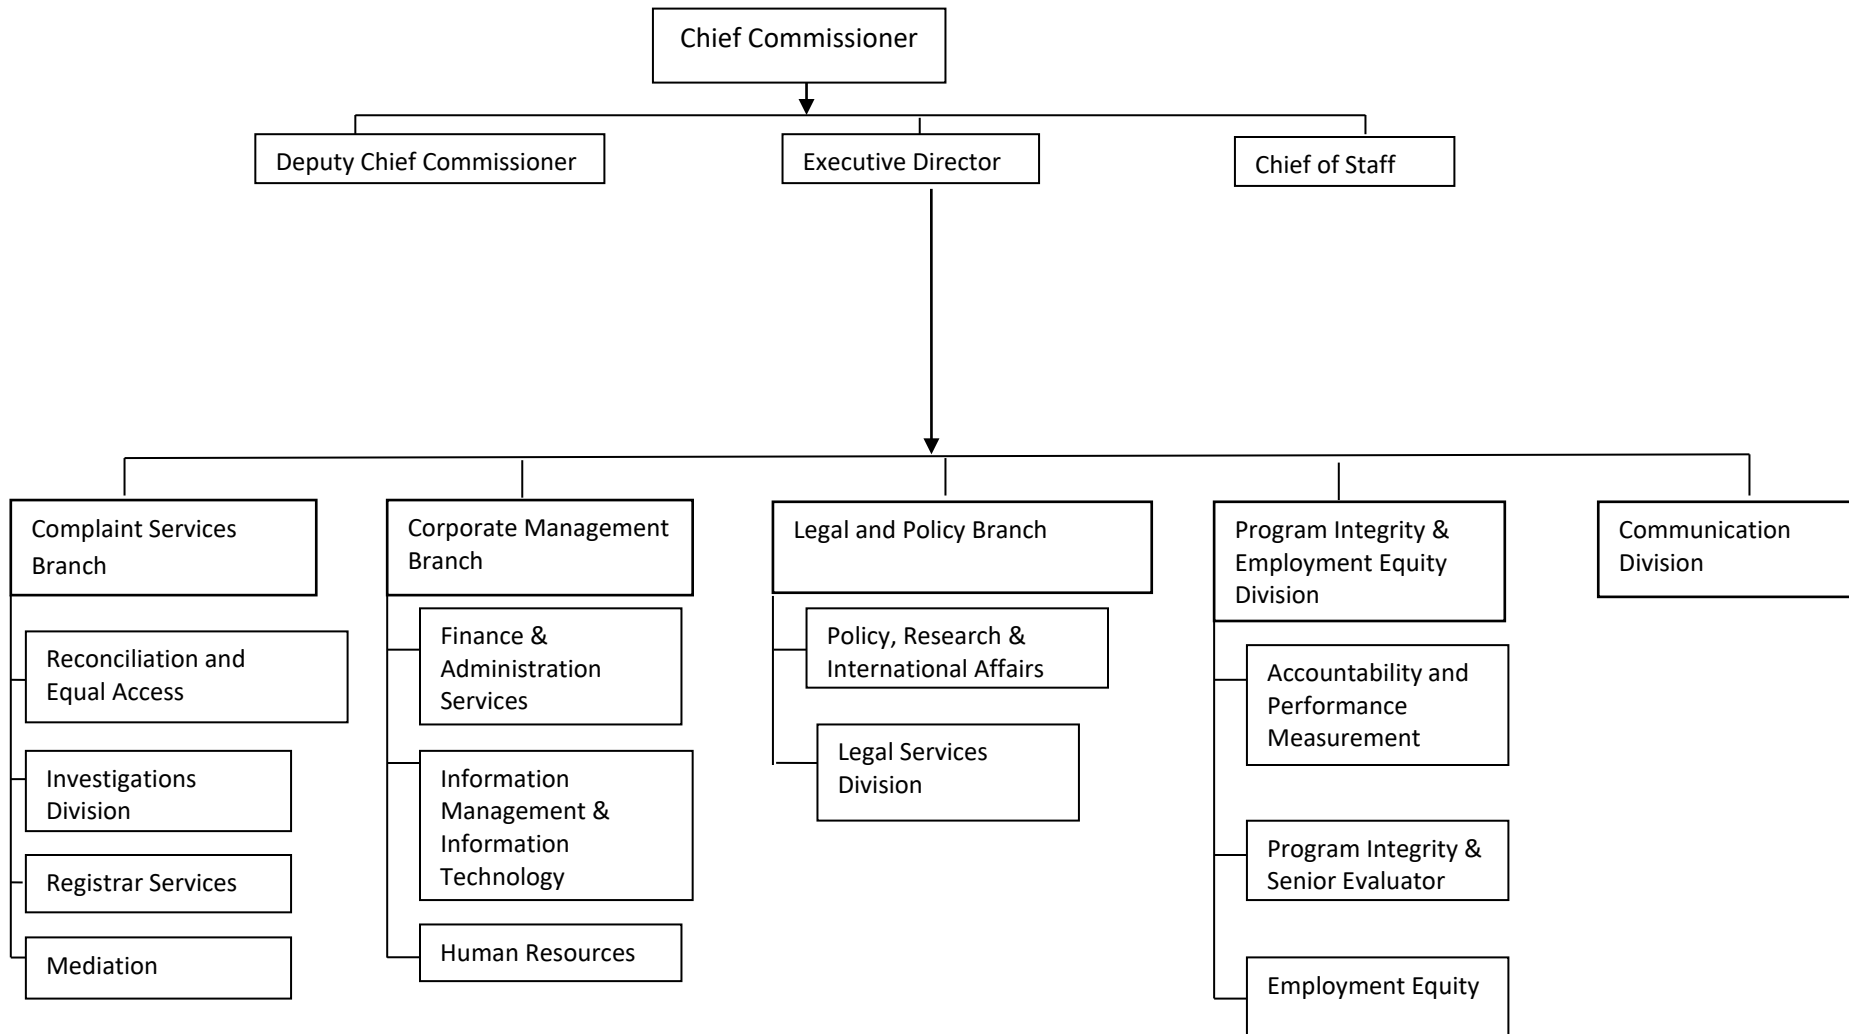 Chief Commissioner
Deputy Chief Commissioner
Executive Director
Chief of Staff
Complaint Services
Branch
Corporate Management
Branch
Legal and Policy Branch
Program Integrity &
Employment Equity
Division
Communication
Division
Reconciliation and
Equal Access
Investigations
Division
Registrar Services
Mediation
Finance &
Administration
Services
Information
Management &
Information
Technology
Human Resources
Policy, Research &
International Affairs
Legal Services
Division
Accountability and
Performance
Measurement
Program Integrity &
Senior Evaluator
Employment Equity